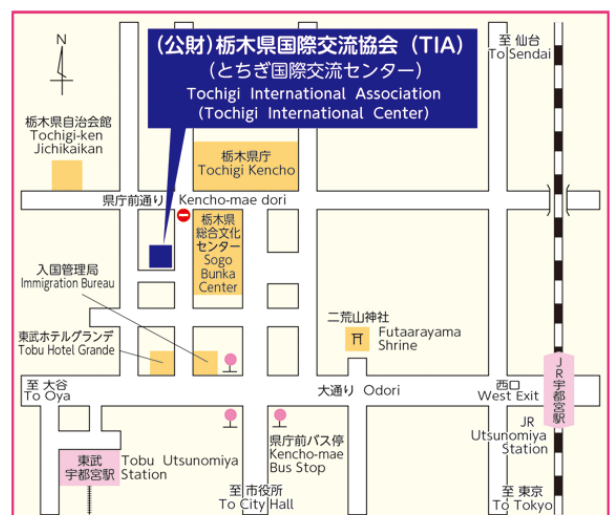 (公財)栃木県国際交流協会 (TIA)
(とちぎ国際交流センター)
Tochigi International Association
(Tochigi International Center)
N
至 仙台
To Sendai
栃木県自治会館
Tochigi-ken
Jichikaikan
栃木県庁
Tochigi Kencho
県庁前通り Kencho-mae dori
栃木県
総合文化
センター
Sogo
Bunka
Center
入国管理局
Immigration Bureau
東武ホテルグランデ
Tobu Hotel Grande
二荒山神社
Futaarayama
Shrine
至 大谷
To Oya
大通り Odori
西口
West Exit
JR宇都宮駅
JR
Utsunomiya
Station
東武
宇都宮駅
Tobu Utsunomiya
Station
県庁前バス停
Kencho-mae
Bus Stop
至 市役所
To City Hall
至 東京
To Tokyo